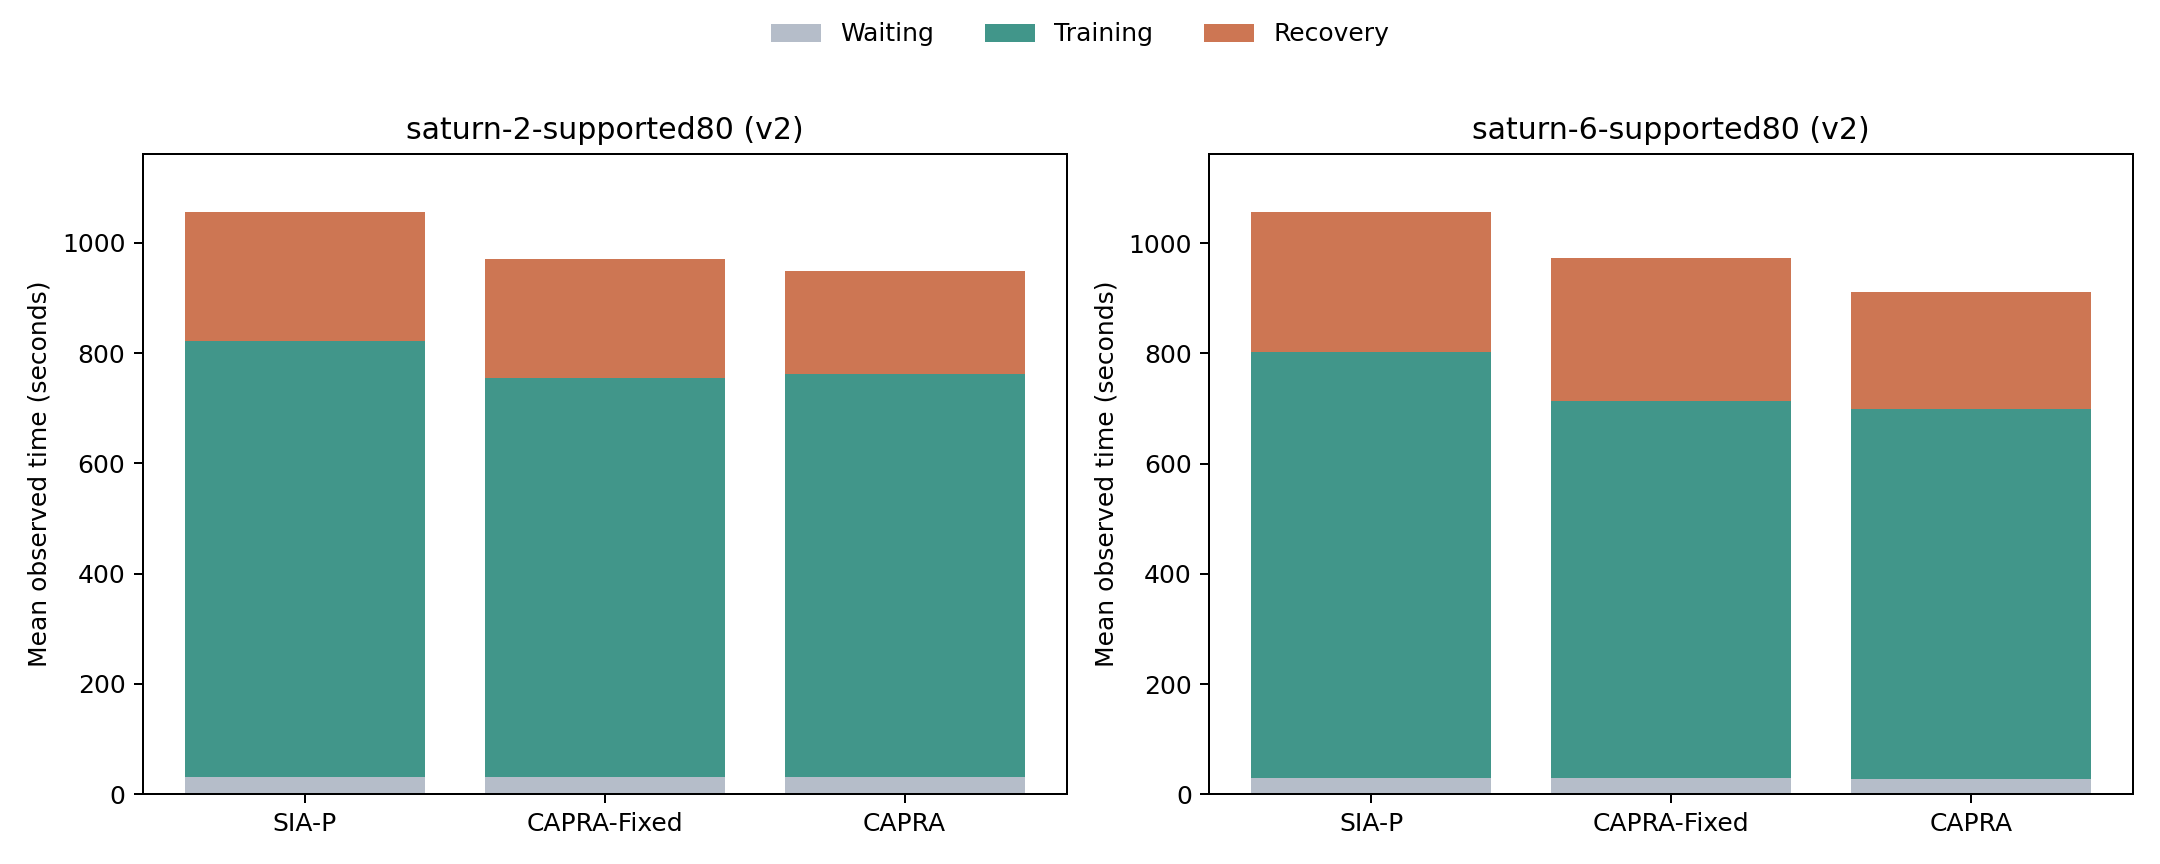 Waiting Training Recovery
saturn-2-supported80 (v2)
Mean observed time (seconds)
1000
800
600
400
200
0
SIA-P CAPRA-Fixed CAPRA
saturn-6-supported80 (v2)
Mean observed time (seconds)
1000
800
600
400
200
0
SIA-P CAPRA-Fixed CAPRA